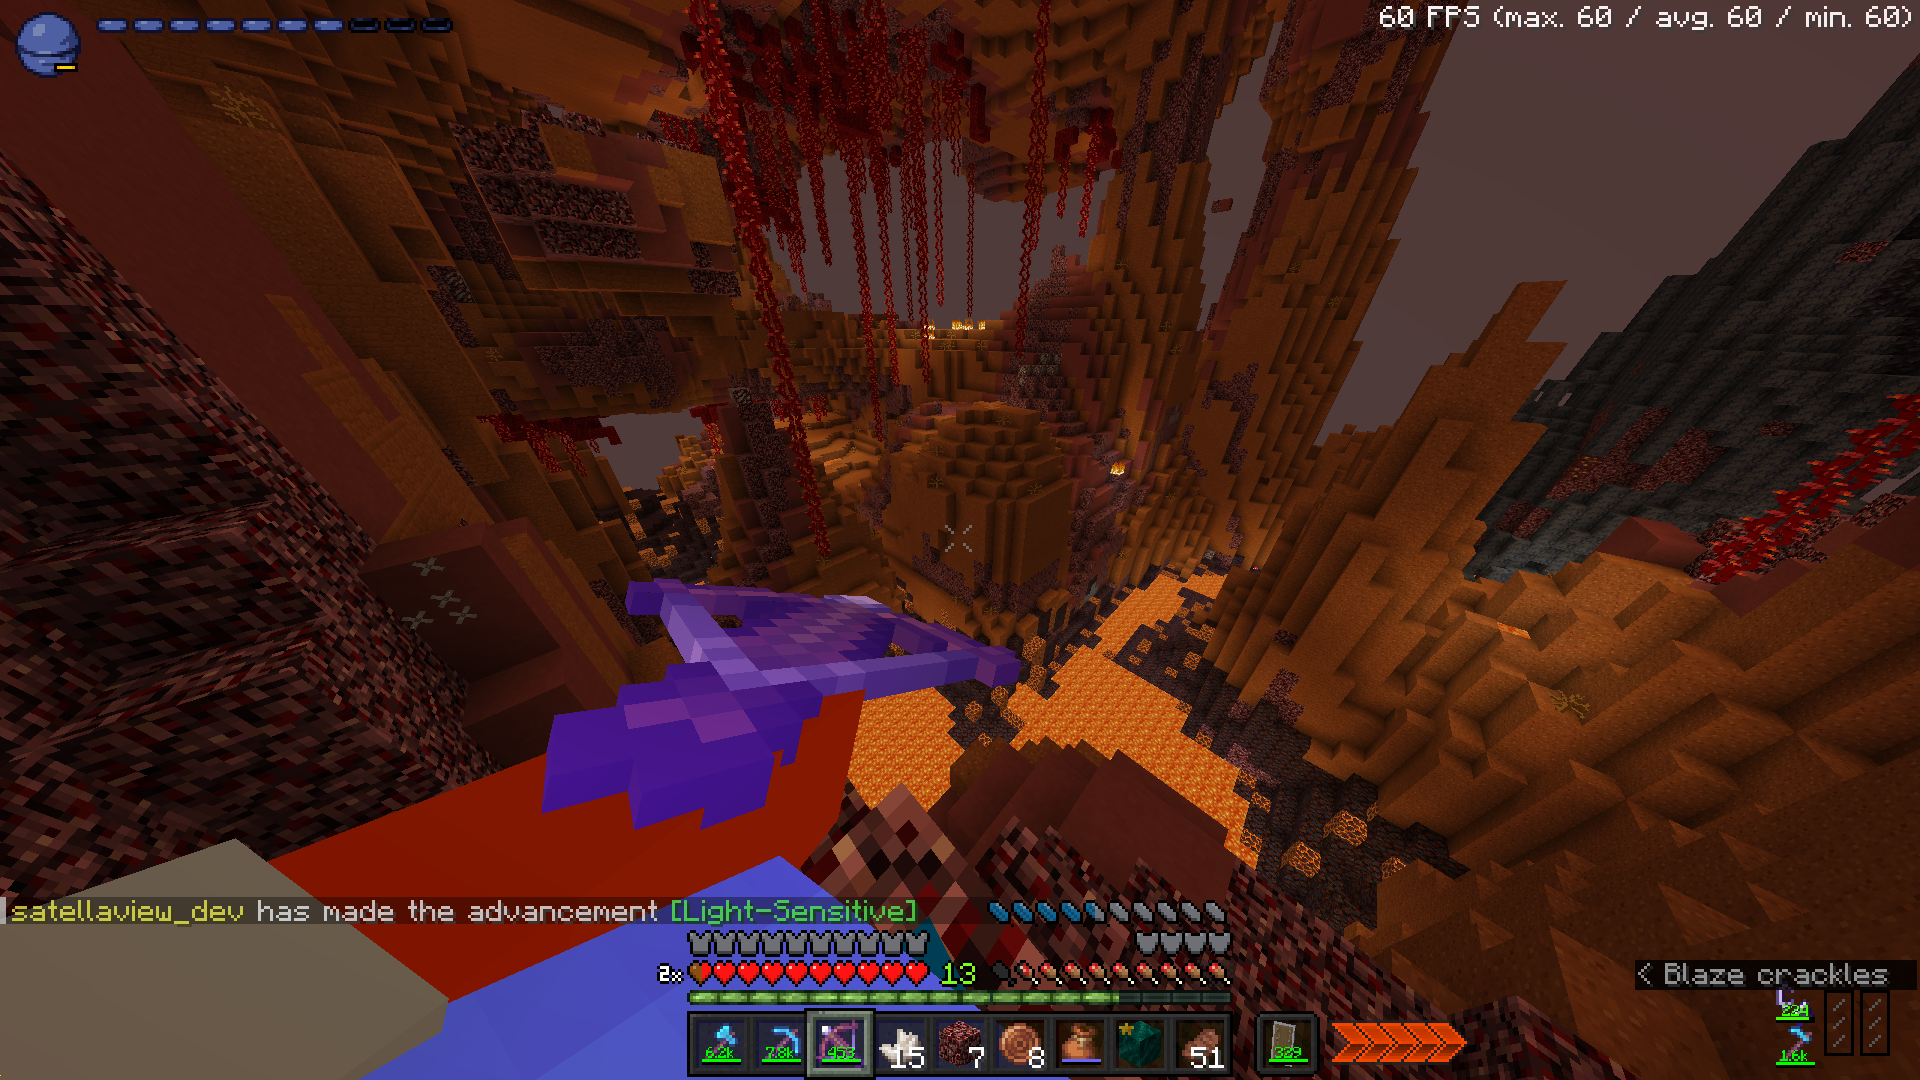 60 FPS (max. 60 / avg. 60 / min. 60)
satellaview_dev has made the advancement [Light-Sensitive]
2x
13
< Blaze crackles
6.2k
7.8k
453
15
7
8
51
329
224
1.6k